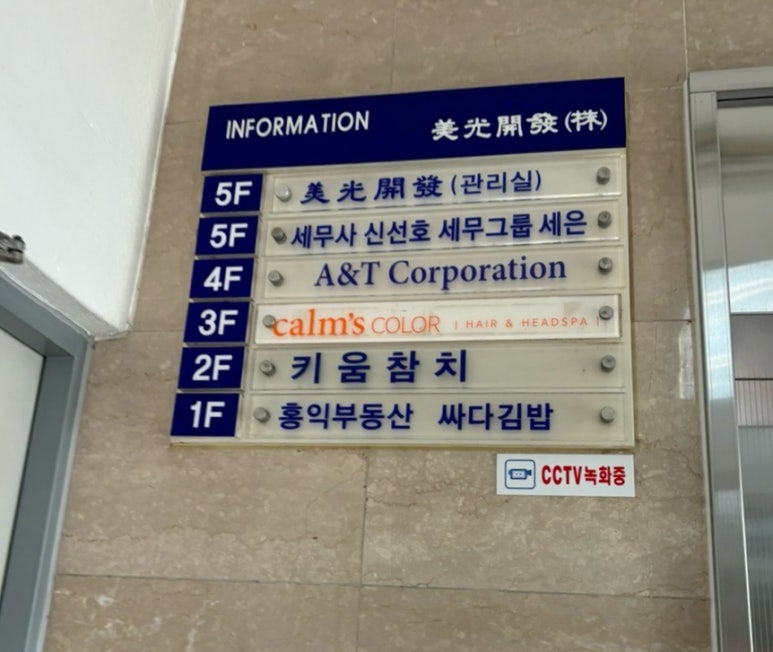 INFORMATION 美光開發(株)
5F 美光開發(관리실)
5F 세무사 신선호 세무그룹 세은
4F A&T Corporation
3F calm's COLOR | HAIR & HEADSPA |
2F 키움참치
1F 홍익부동산 싸다김밥
CCTV녹화중